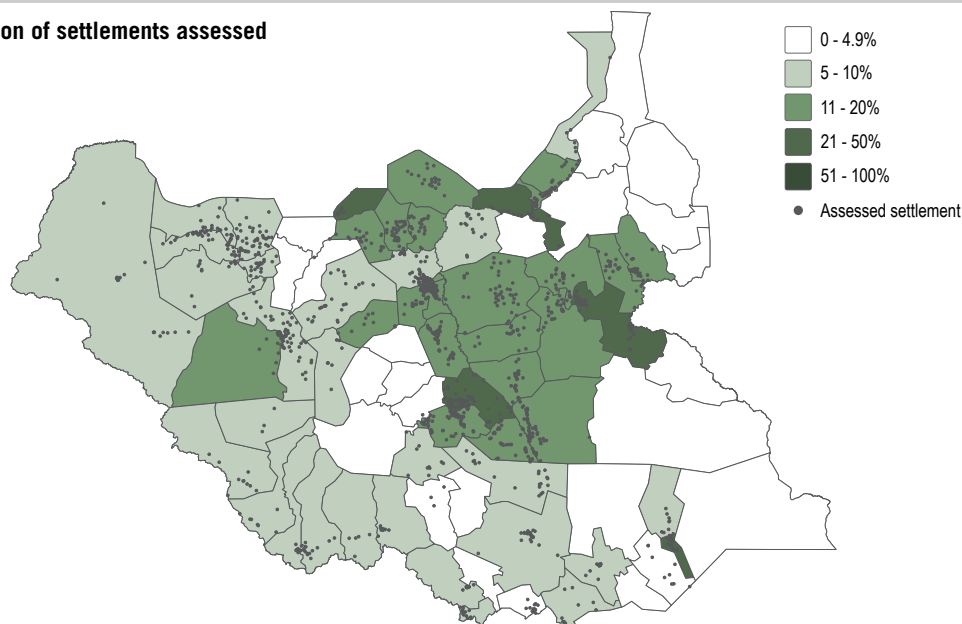 on of settlements assessed
0 - 4.9%
5 - 10%
11 - 20%
21 - 50%
51 - 100%
Assessed settlement